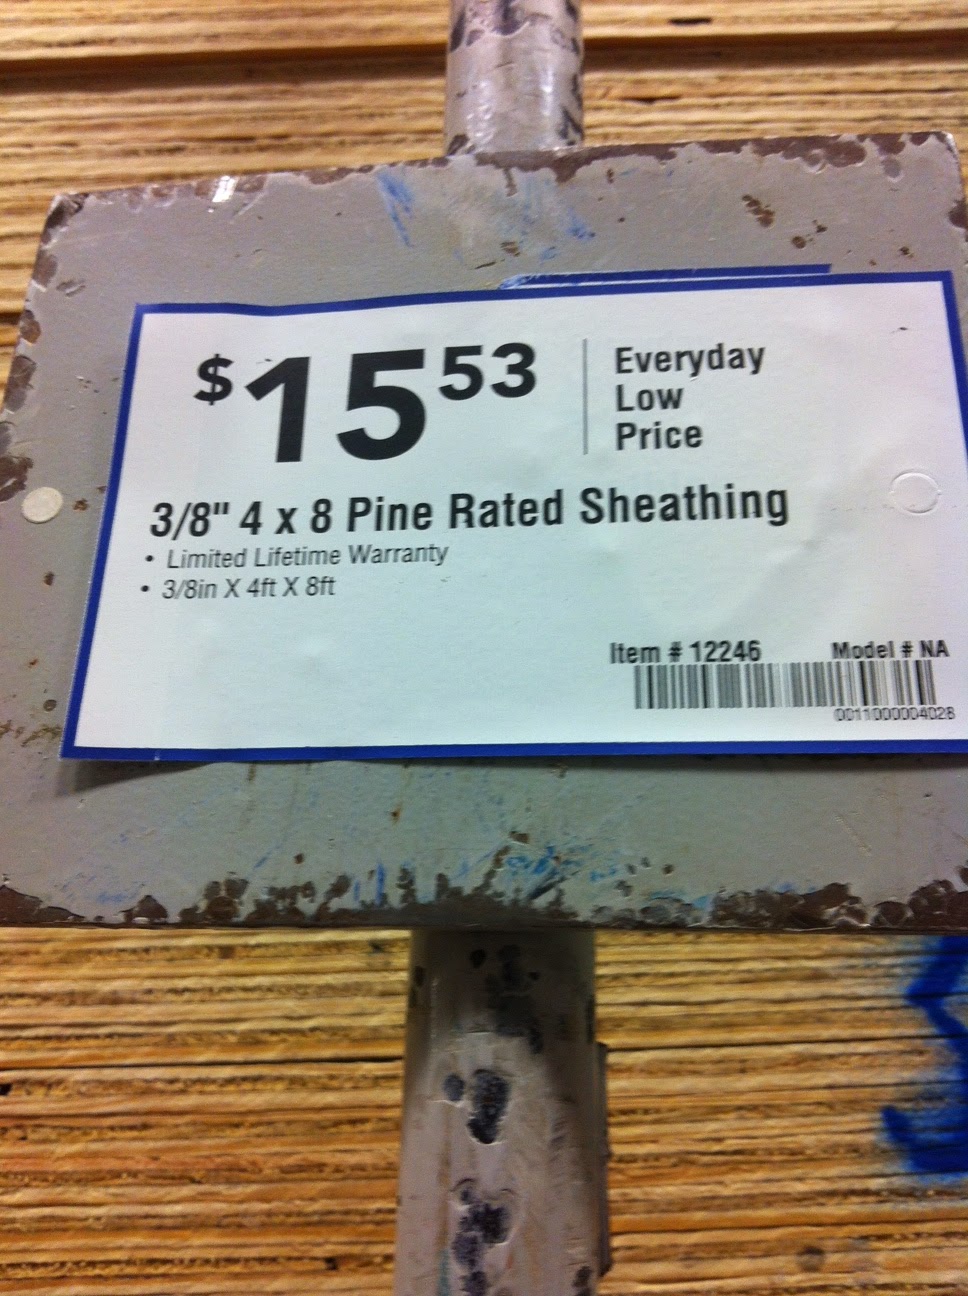 $15 53
Everyday
Low
Price
3/8" 4 x 8 Pine Rated Sheathing
• Limited Lifetime Warranty
• 3/8in X 4ft X 8ft
Item # 12246 Model # NA
0011000004028